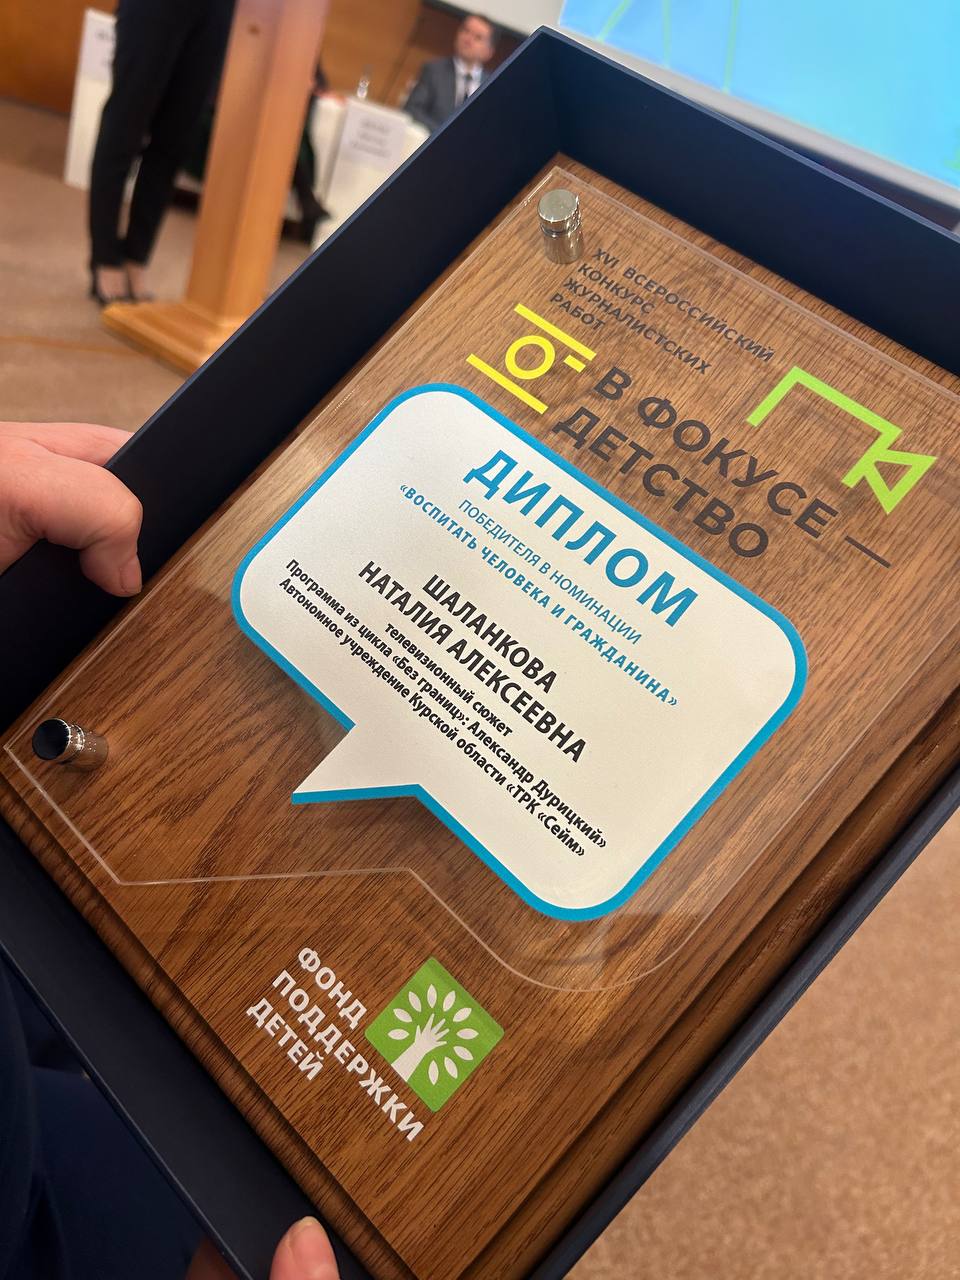 XVI ВСЕРОССИЙСКИЙ
КОНКУРС
ЖУРНАЛИСТСКИХ
РАБОТ
В ФОКУСЕ —
ДЕТСТВО
ДИПЛОМ
ПОБЕДИТЕЛЯ В НОМИНАЦИИ
«ВОСПИТАТЬ ЧЕЛОВЕКА И ГРАЖДАНИНА»
ШАЛАНКОВА
НАТАЛИЯ АЛЕКСЕЕВНА
телевизионный сюжет
Программа из цикла «Без границ»: Александр Дурицкий»
Автономное учреждение Курской области «ТРК «Сейм»
ФОНД
ПОДДЕРЖКИ
ДЕТЕЙ